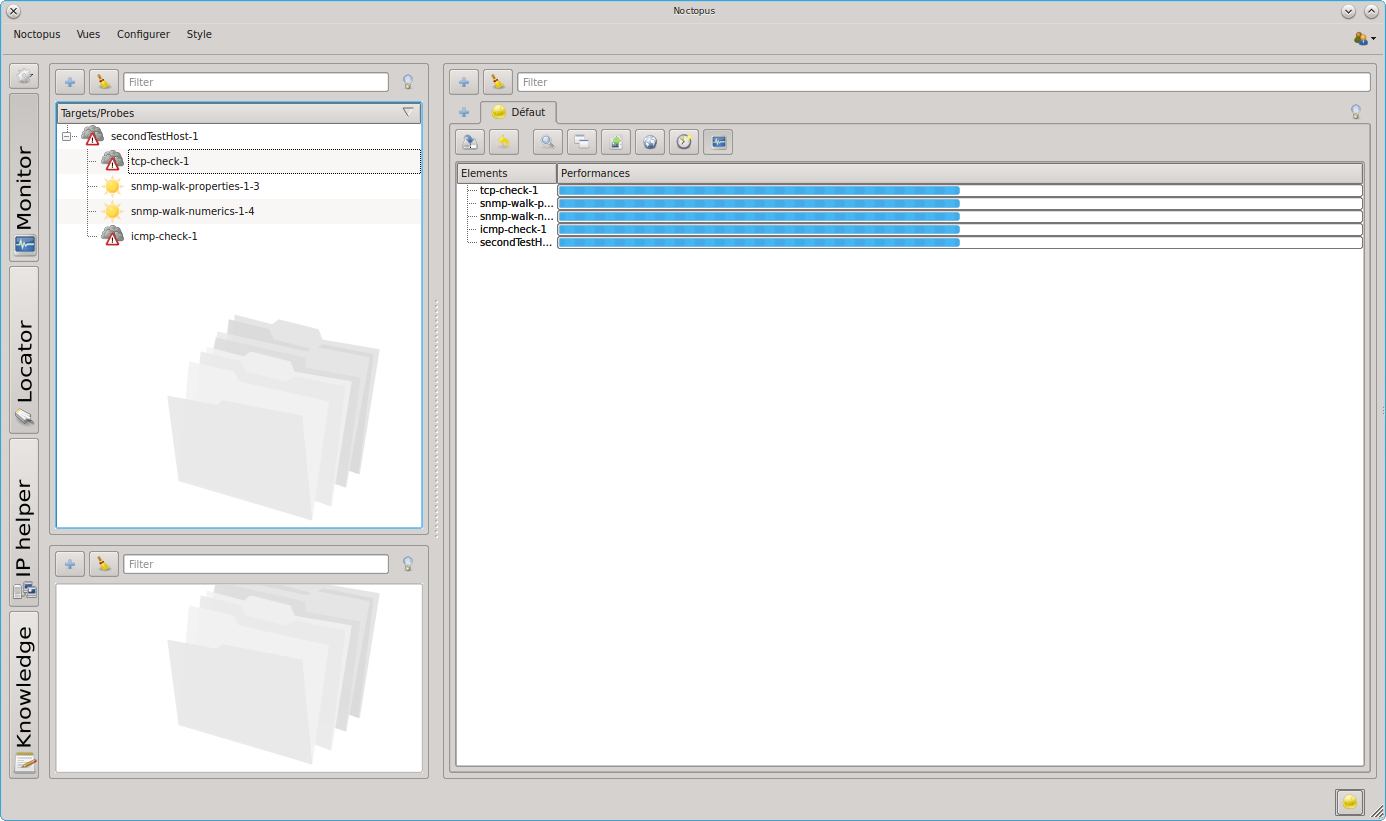 Noctopus
Noctopus Vues Configurer Style
Filter
Targets/Probes
secondTestHost-1
tcp-check-1
snmp-walk-properties-1-3
snmp-walk-numerics-1-4
icmp-check-1
Filter
Monitor
Locator
IP helper
Knowledge
Filter
Défaut
Elements Performances
tcp-check-1
snmp-walk-p...
snmp-walk-n...
icmp-check-1
secondTestH...